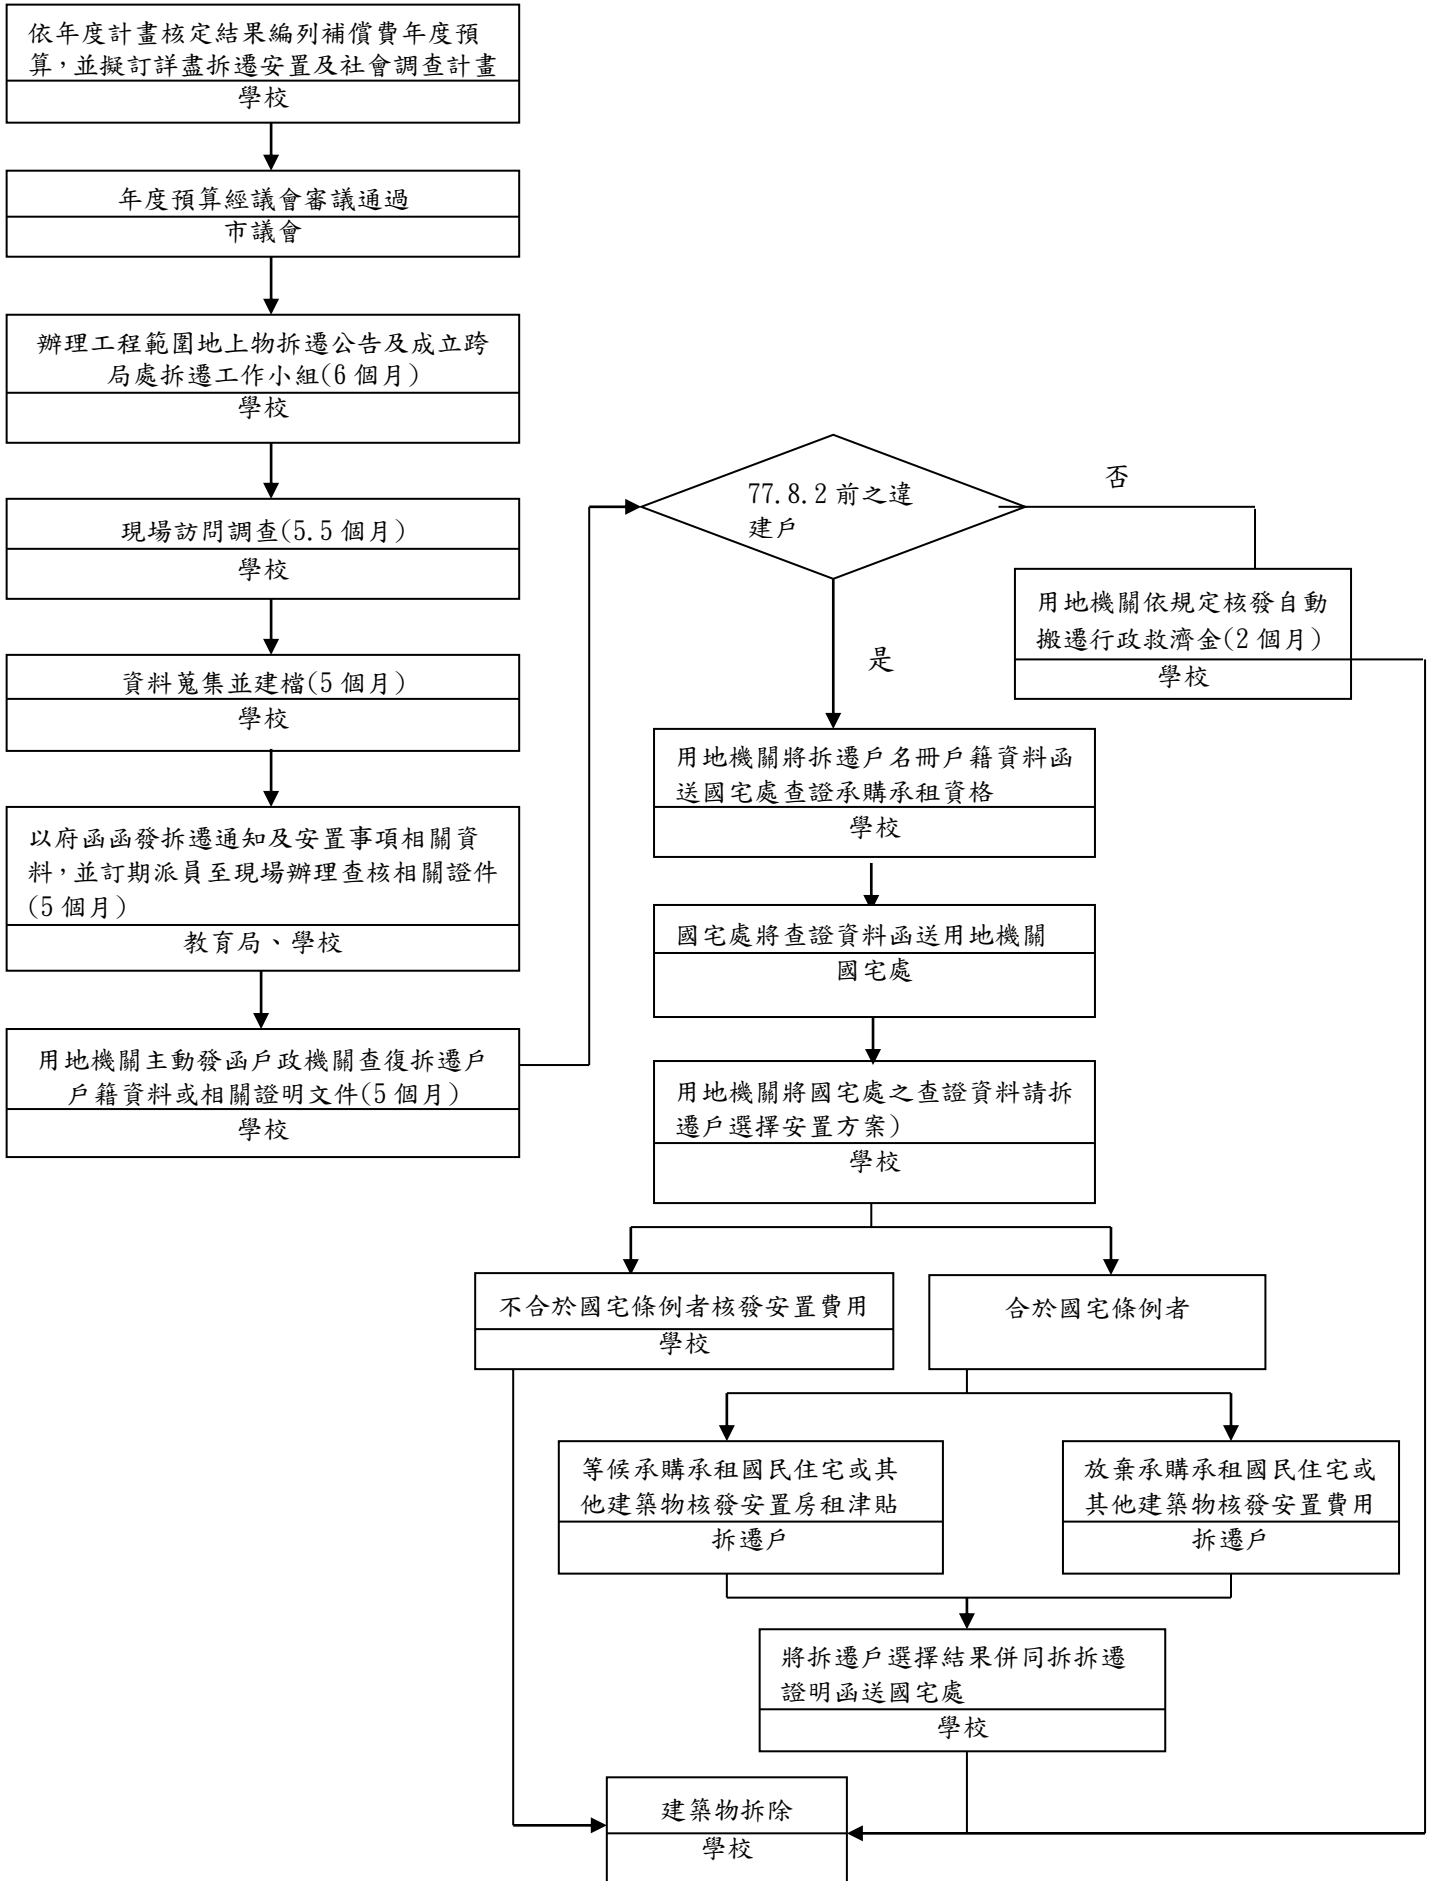 依年度計畫核定結果編列補償費年度預
算，並擬訂詳盡拆遷安置及社會調查計畫
學校
年度預算經議會審議通過
市議會
辦理工程範圍地上物拆遷公告及成立跨
局處拆遷工作小組(6個月)
學校
現場訪問調查(5.5個月)
學校
資料蒐集並建檔(5個月)
學校
以府函函發拆遷通知及安置事項相關資
料，並訂期派員至現場辦理查核相關證件
(5個月)
教育局、學校
用地機關主動發函戶政機關查復拆遷戶
戶籍資料或相關證明文件(5個月)
學校
77.8.2前之違
建戶
否
用地機關依規定核發自動
搬遷行政救濟金(2個月)
學校
是
用地機關將拆遷戶名冊戶籍資料函
送國宅處查證承購承租資格
學校
國宅處將查證資料函送用地機關
國宅處
用地機關將國宅處之查證資料請拆
遷戶選擇安置方案)
學校
不合於國宅條例者核發安置費用
學校
合於國宅條例者
等候承購承租國民住宅或其
他建築物核發安置房租津貼
拆遷戶
放棄承購承租國民住宅或
其他建築物核發安置費用
拆遷戶
將拆遷戶選擇結果併同拆拆遷
證明函送國宅處
學校
建築物拆除
學校